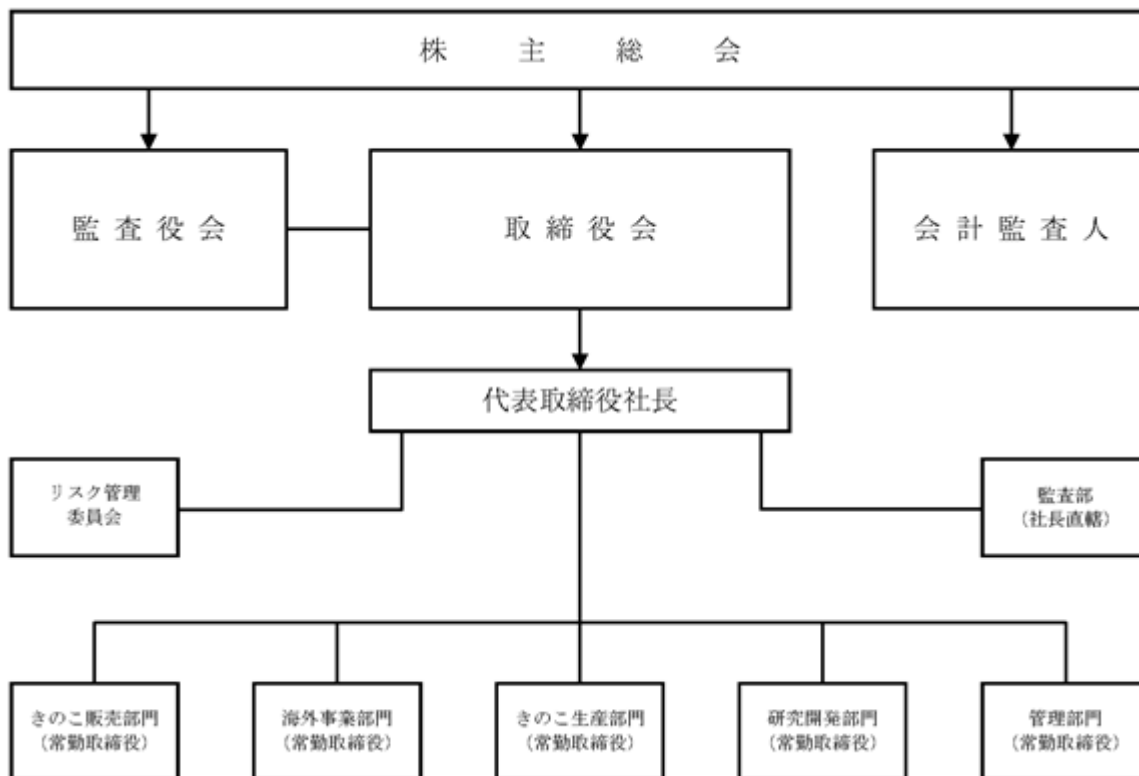 株主総会
監査役会
取締役会
会計監査人
代表取締役社長
リスク管理
委員会
監査部
(社長直轄)
きのこ販売部門
(常勤取締役)
海外事業部門
(常勤取締役)
きのこ生産部門
(常勤取締役)
研究開発部門
(常勤取締役)
管理部門
(常勤取締役)